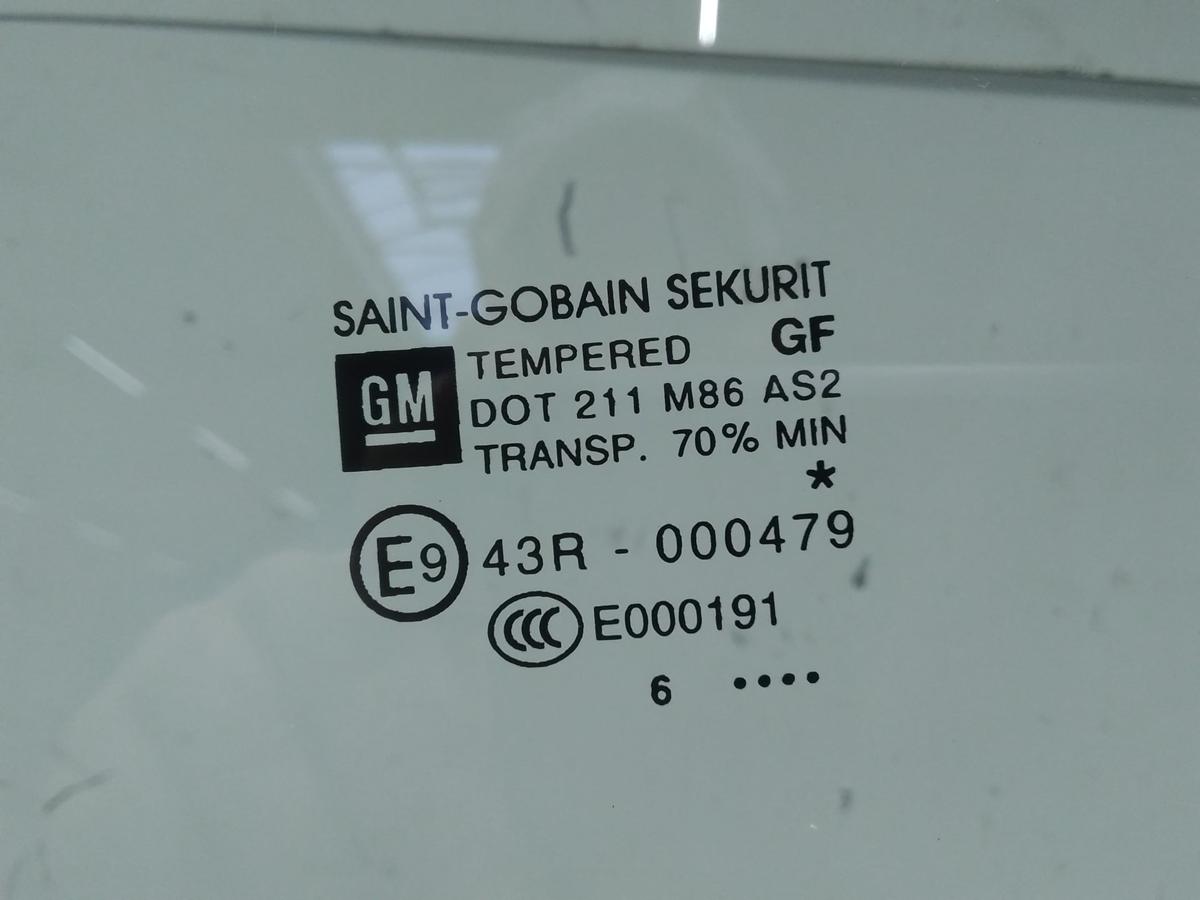 SAINT-GOBAIN SEKURIT
GM TEMPERED GF
DOT 211 M86 AS2
TRANSP. 70% MIN
*
E9 43R - 000479
CCC E000191
6 ••••